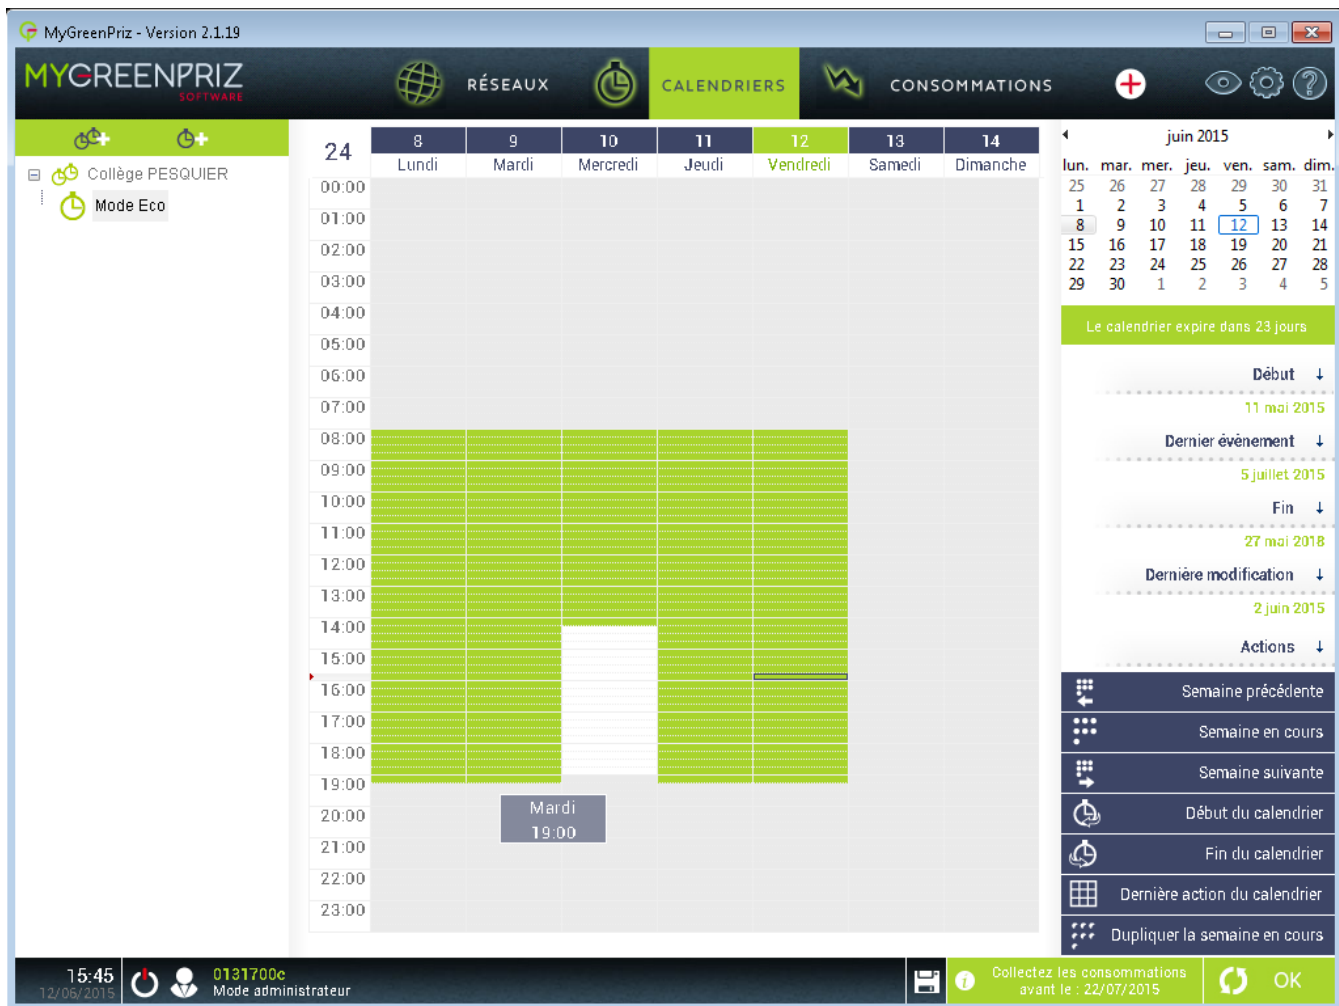 MyGreenPriz - Version 2.1.19
MYGREENPRIZ
SOFTWARE
RÉSEAUX
CALENDRIERS
CONSOMMATIONS
Collège PESQUIER
Mode Eco
24
8 9 10 11 12 13 14
Lundi Mardi Mercredi Jeudi Vendredi Samedi Dimanche
00:00
01:00
02:00
03:00
04:00
05:00
06:00
07:00
08:00
09:00
10:00
11:00
12:00
13:00
14:00
15:00
16:00
17:00
18:00
19:00
20:00
21:00
22:00
23:00
Mardi
19:00
juin 2015
lun. mar. mer. jeu. ven. sam. dim.
25 26 27 28 29 30 31
1 2 3 4 5 6 7
8 9 10 11 12 13 14
15 16 17 18 19 20 21
22 23 24 25 26 27 28
29 30 1 2 3 4 5
Le calendrier expire dans 23 jours
Début ↓
11 mai 2015
Dernier événement ↓
5 juillet 2015
Fin ↓
27 mai 2018
Dernière modification ↓
2 juin 2015
Actions ↓
Semaine précédente
Semaine en cours
Semaine suivante
Début du calendrier
Fin du calendrier
Dernière action du calendrier
Dupliquer la semaine en cours
15:45
12/06/2015
0131700c
Mode administrateur
Collectez les consommations
avant le : 22/07/2015
OK